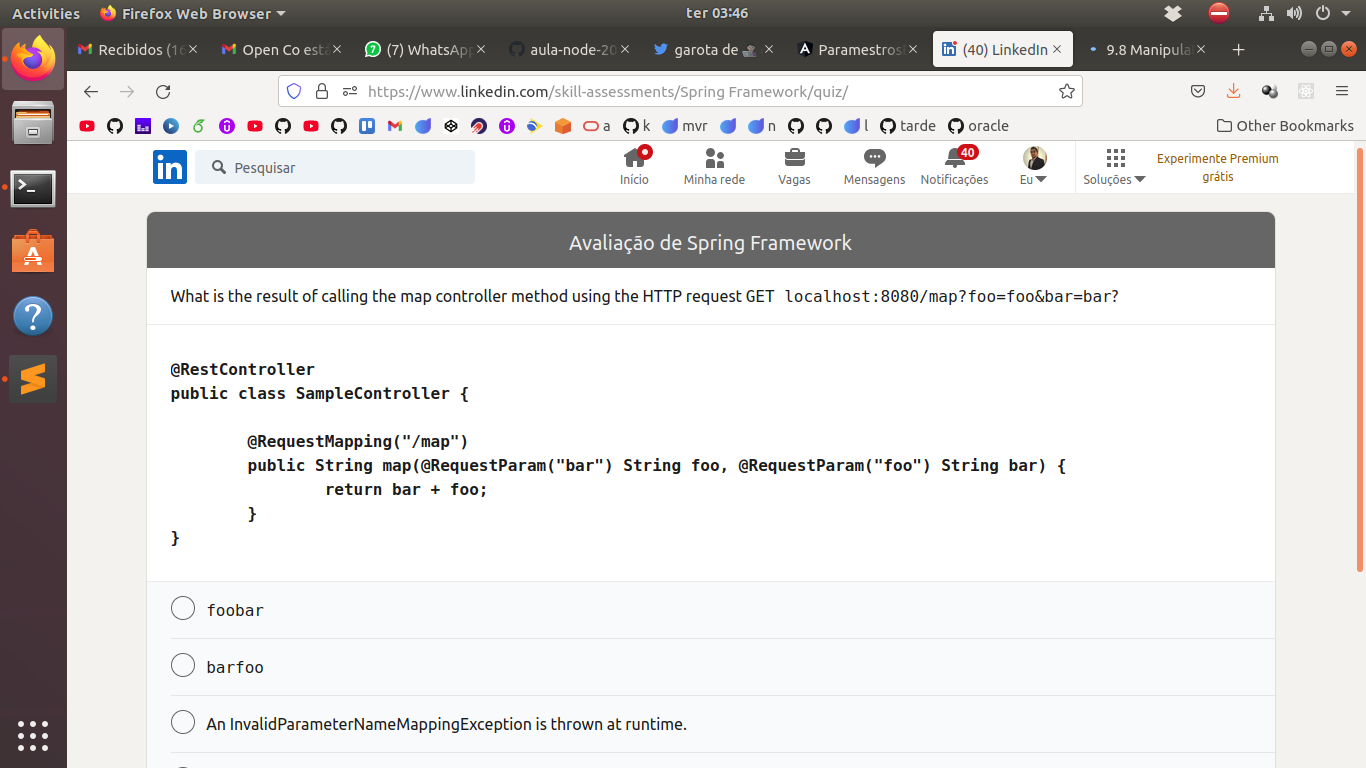 Activities
Firefox Web Browser
ter 03:46
Recibidos (16
Open Co está
(7) WhatsApp
aula-node-20
garota de
Paramestros
(40) LinkedIn
9.8 Manipula
https://www.linkedin.com/skill-assessments/Spring Framework/quiz/
a
k
mvr
n
l
tarde
oracle
Other Bookmarks
in
Pesquisar
Início
Minha rede
Vagas
Mensagens
40
Notificações
Eu
Soluções
Experimente Premium
grátis
Avaliação de Spring Framework
What is the result of calling the map controller method using the HTTP request GET localhost:8080/map?foo=foo&bar=bar?
@RestController
public class SampleController {
@RequestMapping("/map")
public String map(@RequestParam("bar") String foo, @RequestParam("foo") String bar) {
return bar + foo;
}
}
foobar
barfoo
An InvalidParameterNameMappingException is thrown at runtime.